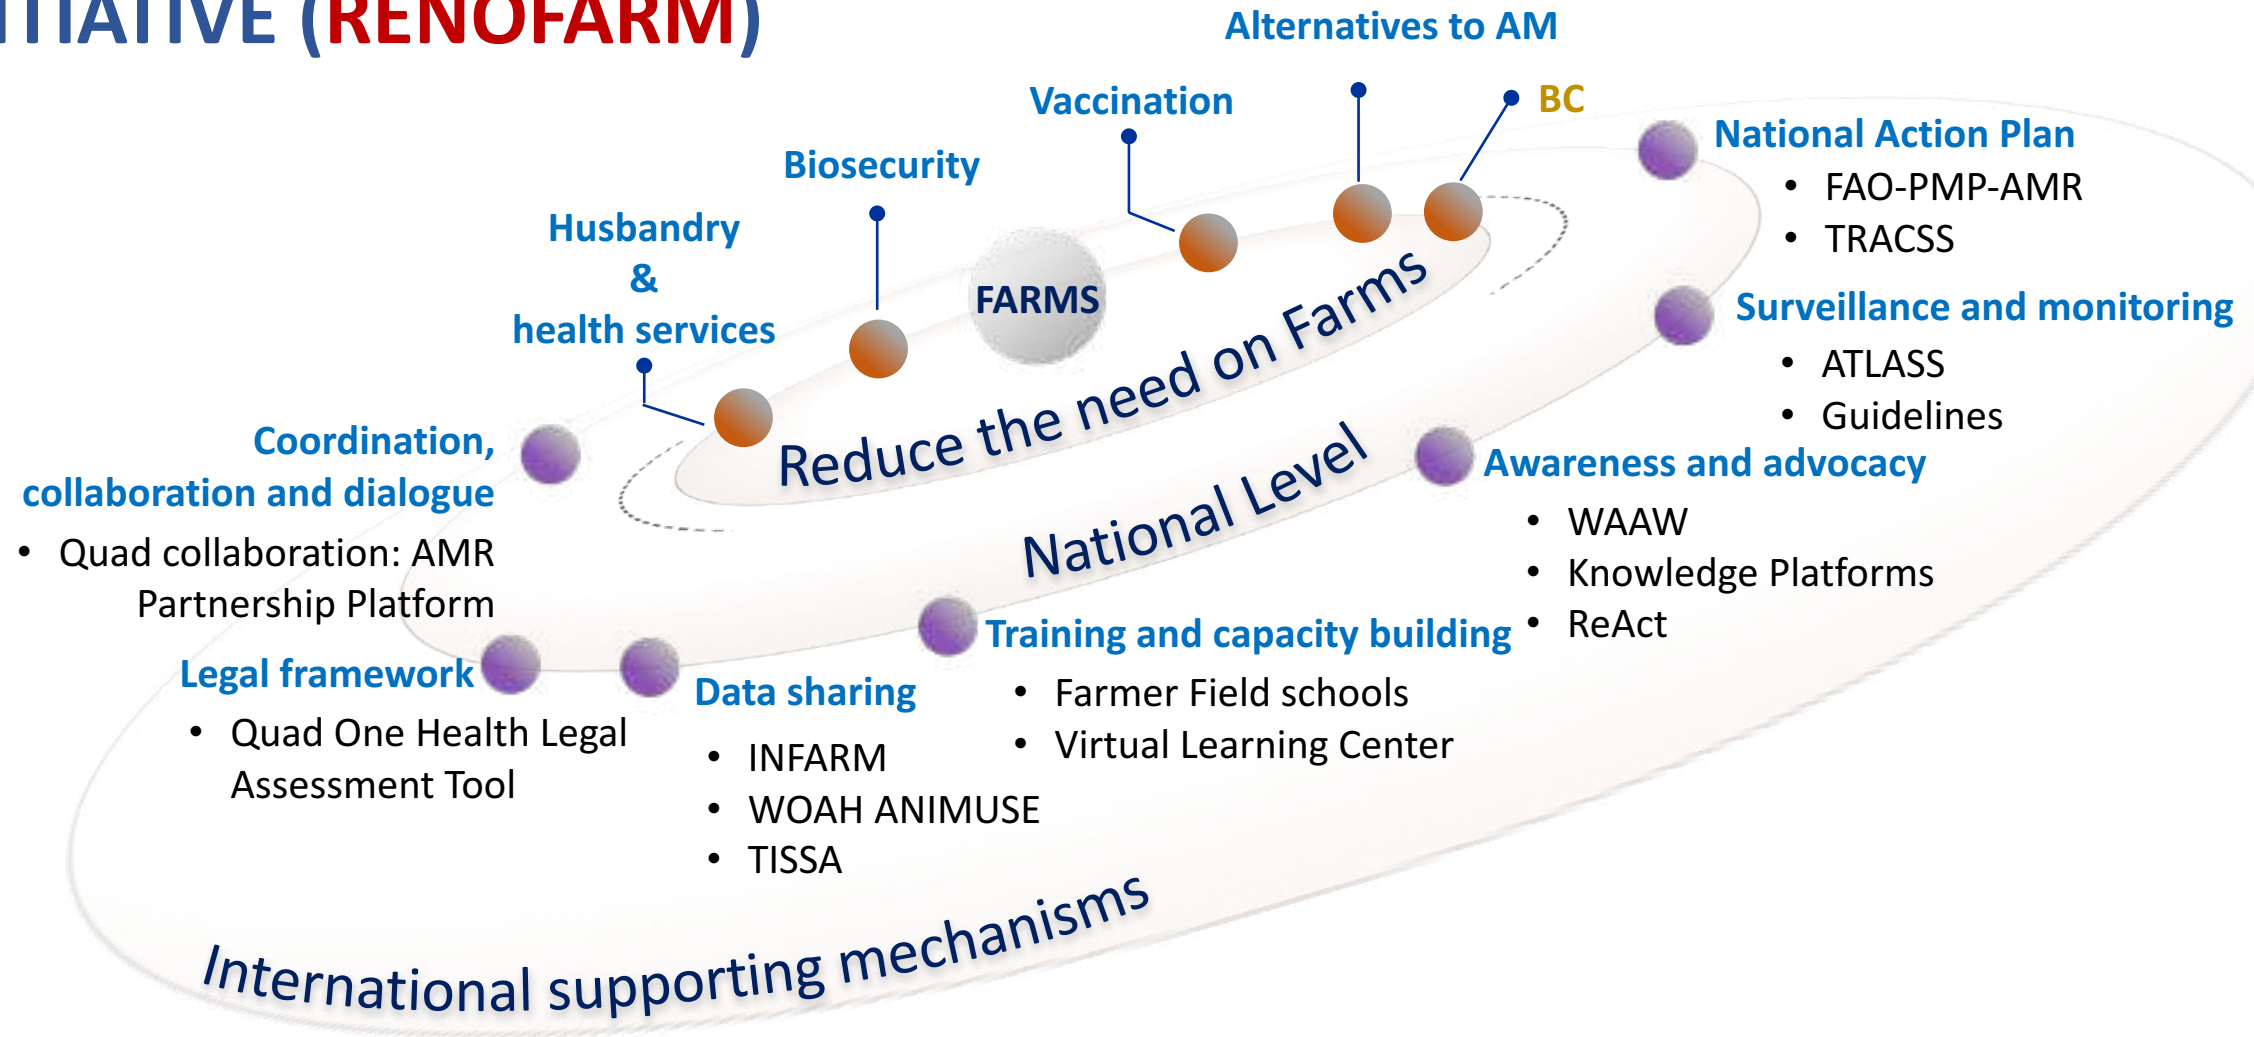 ITIATIVE (RENOFARM)
Alternatives to AM
BC
Vaccination
Biosecurity
Husbandry
&
health services
FARMS
Reduce the need on Farms
National Level
International supporting mechanisms
National Action Plan
• FAO-PMP-AMR
• TRACSS
Surveillance and monitoring
• ATLASS
• Guidelines
Awareness and advocacy
• WAAW
• Knowledge Platforms
• ReAct
Training and capacity building
• Farmer Field schools
• Virtual Learning Center
Data sharing
• INFARM
• WOAH ANIMUSE
• TISSA
Legal framework
• Quad One Health Legal
Assessment Tool
Coordination,
collaboration and dialogue
• Quad collaboration: AMR
Partnership Platform